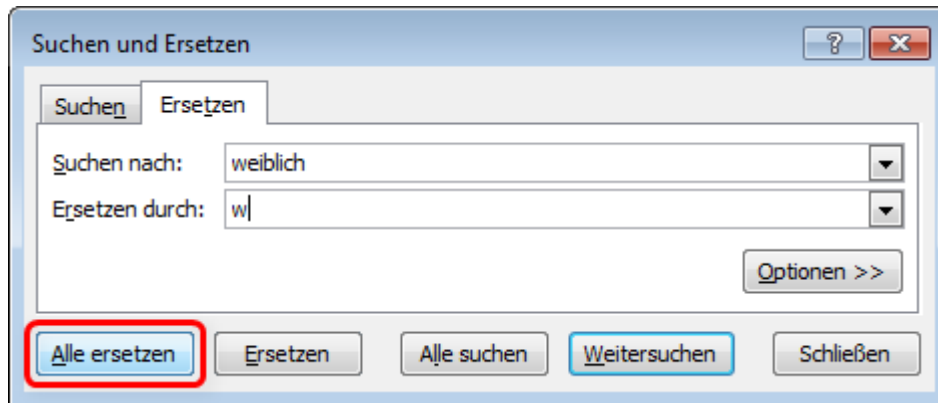 Suchen und Ersetzen ?
Suchen Ersetzen
Suchen nach: weiblich
Ersetzen durch: w
Optionen >>
Alle ersetzen Ersetzen Alle suchen Weitersuchen Schließen